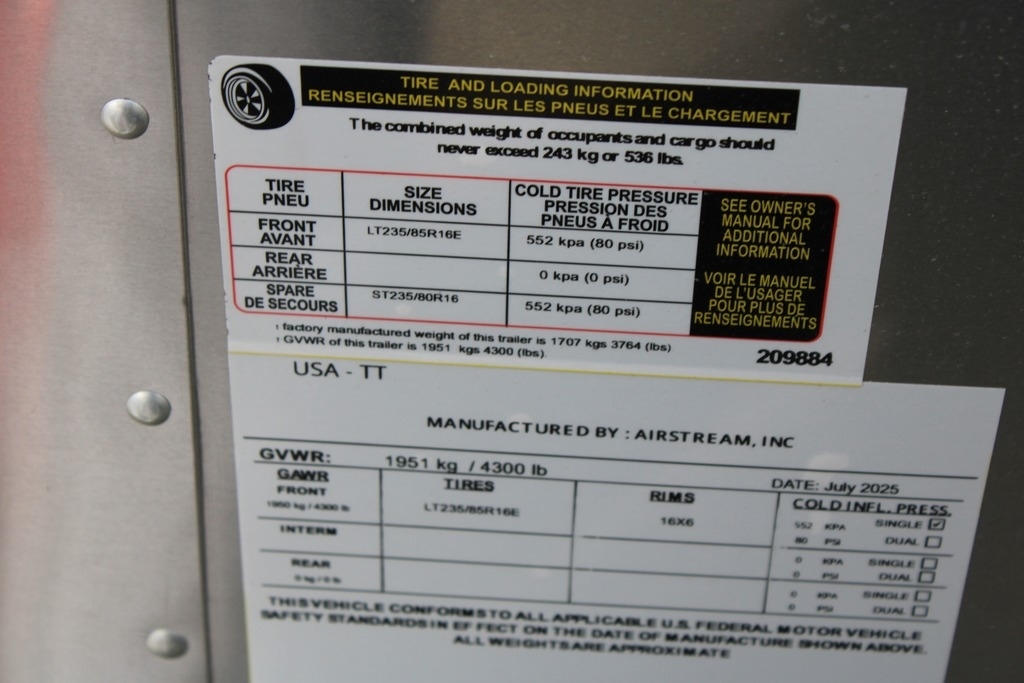 TIRE AND LOADING INFORMATION
RENSEIGNEMENTS SUR LES PNEUS ET LE CHARGEMENT
The combined weight of occupants and cargo should
never exceed 243 kg or 536 lbs.
TIRE
PNEU
SIZE
DIMENSIONS
COLD TIRE PRESSURE
PRESSION DES
PNEUS À FROID
FRONT
AVANT
LT235/85R16E
552 kpa (80 psi)
REAR
ARRIÈRE
0 kpa (0 psi)
SPARE
DE SECOURS
ST235/80R16
552 kpa (80 psi)
SEE OWNER'S
MANUAL FOR
ADDITIONAL
INFORMATION
VOIR LE MANUEL
DE L'USAGER
POUR PLUS DE
RENSEIGNEMENTS
factory manufactured weight of this trailer is 1707 kgs 3764 (lbs)
GVWR of this trailer is 1951 kgs 4300 (lbs).
209884
USA - TT
MANUFACTURED BY : AIRSTREAM, INC
GVWR: 1951 kg / 4300 lb
DATE: July 2025
GAWR
TIRES
RIMS
COLD INFL. PRESS.
FRONT
1950 kg / 4300 lb
LT235/85R16E
16X6
552 KPA SINGLE ☑
80 PSI DUAL ☐
INTERM
0 KPA SINGLE ☐
0 PSI DUAL ☐
REAR
0 kg / 0 lb
0 KPA SINGLE ☐
0 PSI DUAL ☐
THIS VEHICLE CONFORMS TO ALL APPLICABLE U.S. FEDERAL MOTOR VEHICLE
SAFETY STANDARDS IN EFFECT ON THE DATE OF MANUFACTURE SHOWN ABOVE.
ALL WEIGHTS ARE APPROXIMATE